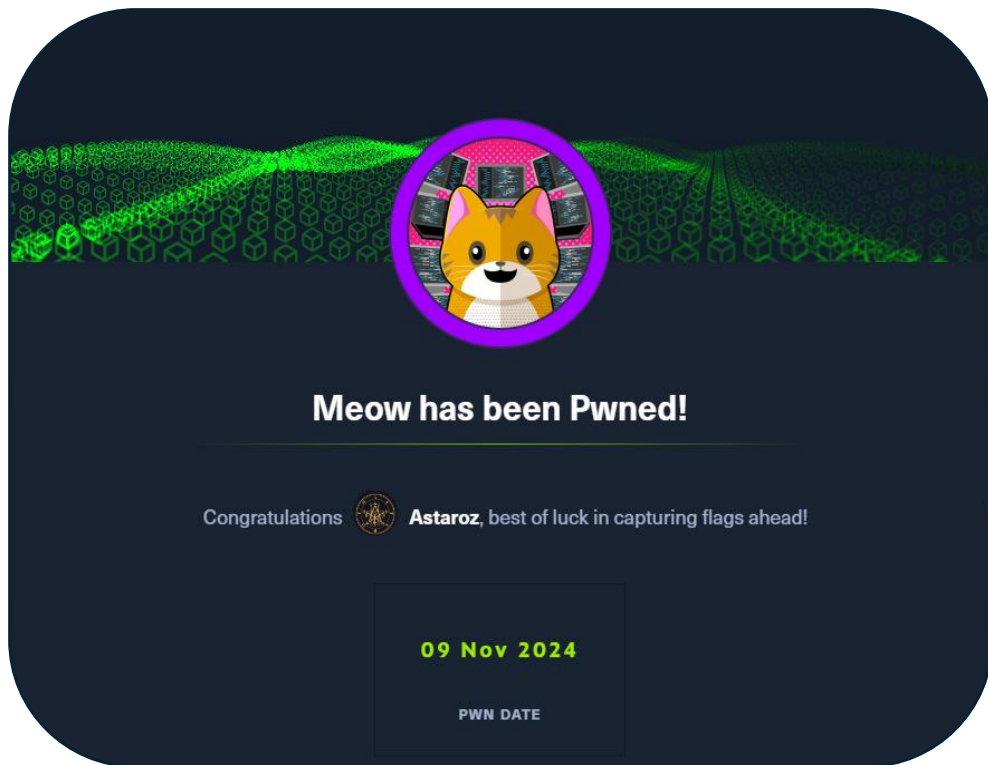 Meow has been Pwned!
Congratulations Astaroz, best of luck in capturing flags ahead!
09 Nov 2024
PWN DATE